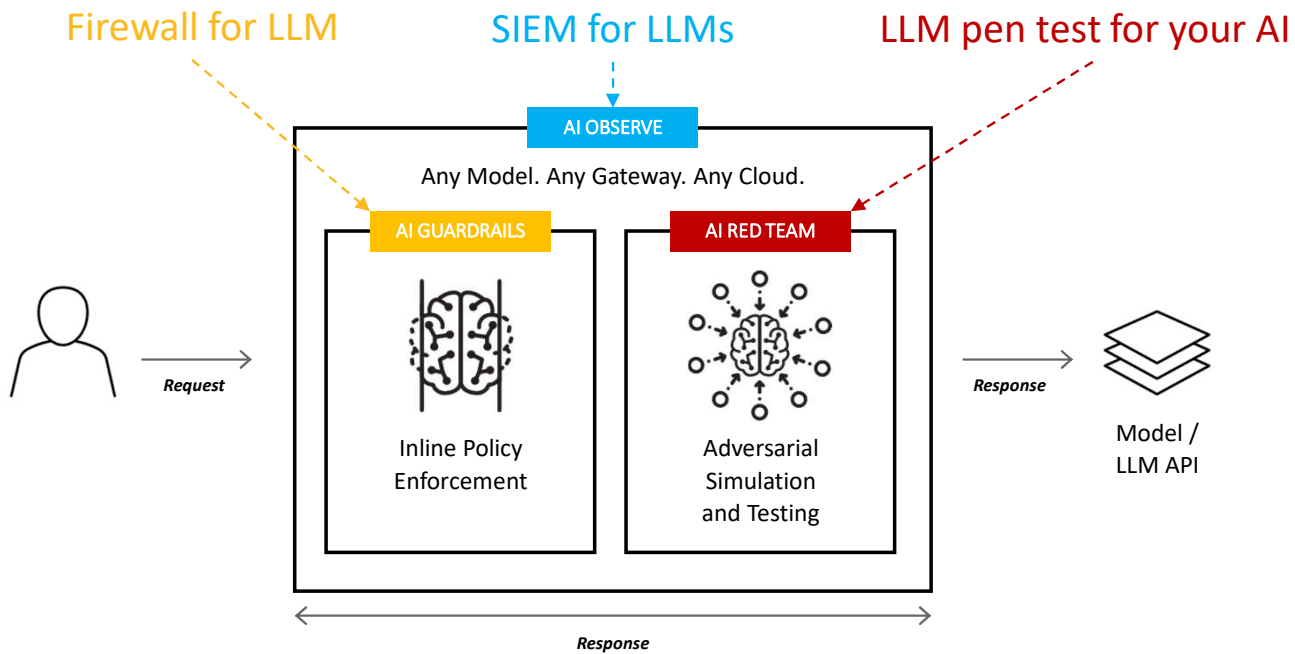 Firewall for LLM
SIEM for LLMs
LLM pen test for your AI
AI OBSERVE
Any Model. Any Gateway. Any Cloud.
AI GUARDRAILS
AI RED TEAM
Request
Response
Inline Policy
Enforcement
Adversarial
Simulation
and Testing
Model /
LLM API
Response